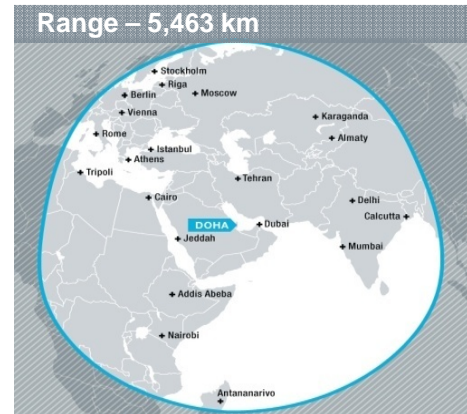 Range – 5,463 km
Stockholm
Riga
Berlin
Moscow
Vienna
Karaganda
Rome
Almaty
Istanbul
Athens
Tripoli
Tehran
Cairo
Delhi
Calcutta
DOHA
Dubai
Jeddah
Mumbai
Addis Abeba
Nairobi
Antananarivo